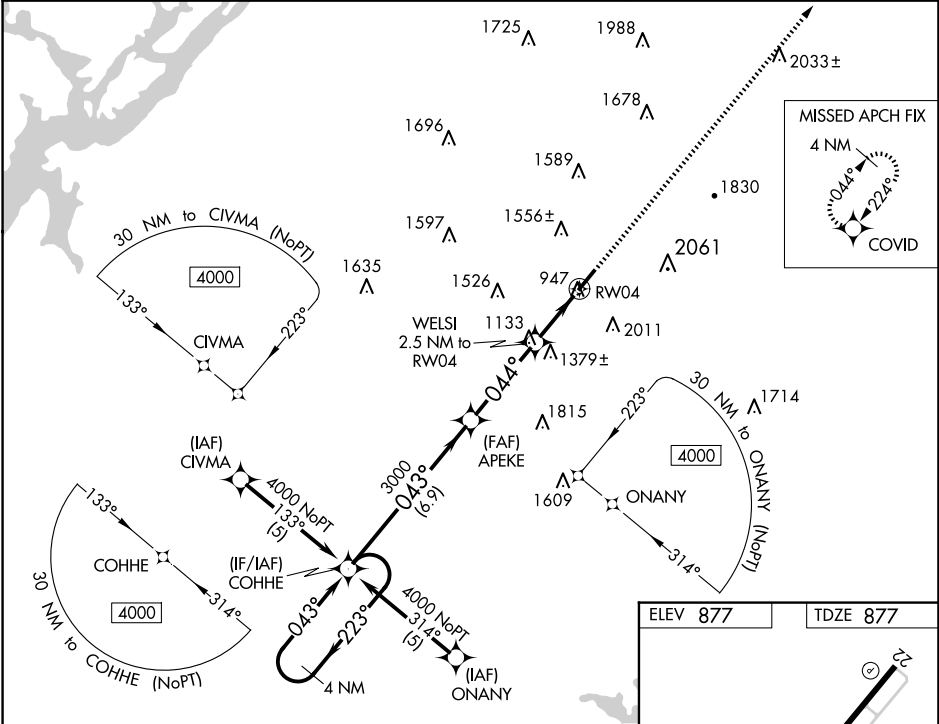 1725
1988
2033±
1678
MISSED APCH FIX
4 NM
044°
224°
COVID
1696
1589
1830
30 NM to CIVMA (NoPT)
4000
133°
223°
CIVMA
1597
1556±
1635
1526
2061
947
RW04
WELSI
2.5 NM to
RW04
1133
2011
1379±
044°
1815
(FAF)
APEKE
30 NM to ONANY (NoPT)
223°
1714
4000
1609
ONANY
314°
(IAF)
CIVMA
4000 NoPT
133°
(5)
3000
043°
(6.9)
133°
COHHE
314°
4000
30 NM to COHHE (NoPT)
(IF/IAF)
COHHE
043°
223°
4 NM
4000 NoPT
314°
(5)
(IAF)
ONANY
ELEV 877
TDZE 877
22
P